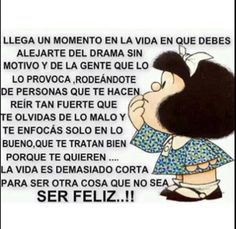 LLEGA UN MOMENTO EN LA VIDA EN QUE DEBES
ALEJARTE DEL DRAMA SIN
MOTIVO Y DE LA GENTE QUE LO
LO PROVOCA ,RODEÁNDOTE
DE PERSONAS QUE TE HACEN
REÍR TAN FUERTE QUE
TE OLVIDAS DE LO MALO Y
TE ENFOCÁS SOLO EN LO
BUENO,QUE TE TRATAN BIEN
PORQUE TE QUIEREN ....
LA VIDA ES DEMASIADO CORTA
PARA SER OTRA COSA QUE NO SEA
SER FELIZ..!!